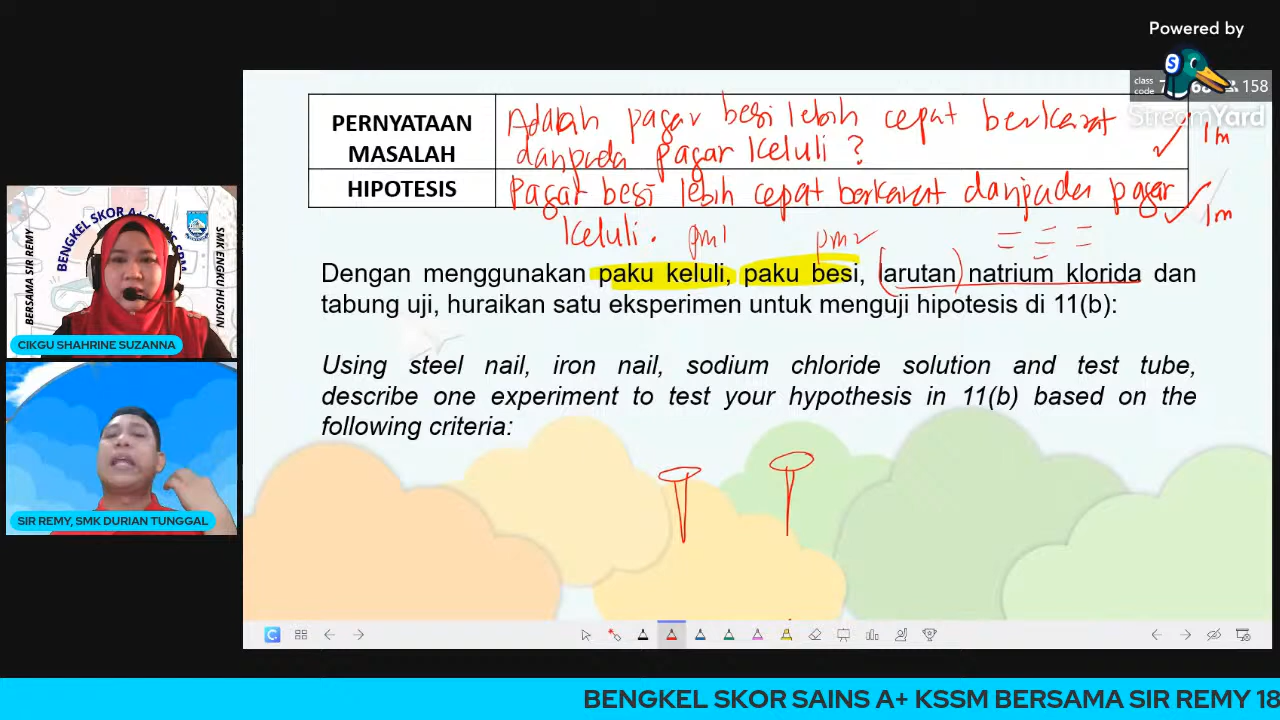 Powered by
class code
158
StreamYard
PERNYATAAN MASALAH
Adakah pagar besi lebih cepat berkarat ✓ 1m
daripada pagar keluli ?
HIPOTESIS
Pagar besi lebih cepat berkarat daripada pagar ✓ 1m
keluli. pm1 pm2
Dengan menggunakan paku keluli, paku besi, larutan natrium klorida dan
tabung uji, huraikan satu eksperimen untuk menguji hipotesis di 11(b):
Using steel nail, iron nail, sodium chloride solution and test tube,
describe one experiment to test your hypothesis in 11(b) based on the
following criteria:
BENGKEL SKOR A+ SAINS
BERSAMA SIR REMY
SMK ENGKU HUSAIN
CIKGU SHAHRINE SUZANNA
SIR REMY, SMK DURIAN TUNGGAL
BENGKEL SKOR SAINS A+ KSSM BERSAMA SIR REMY 18